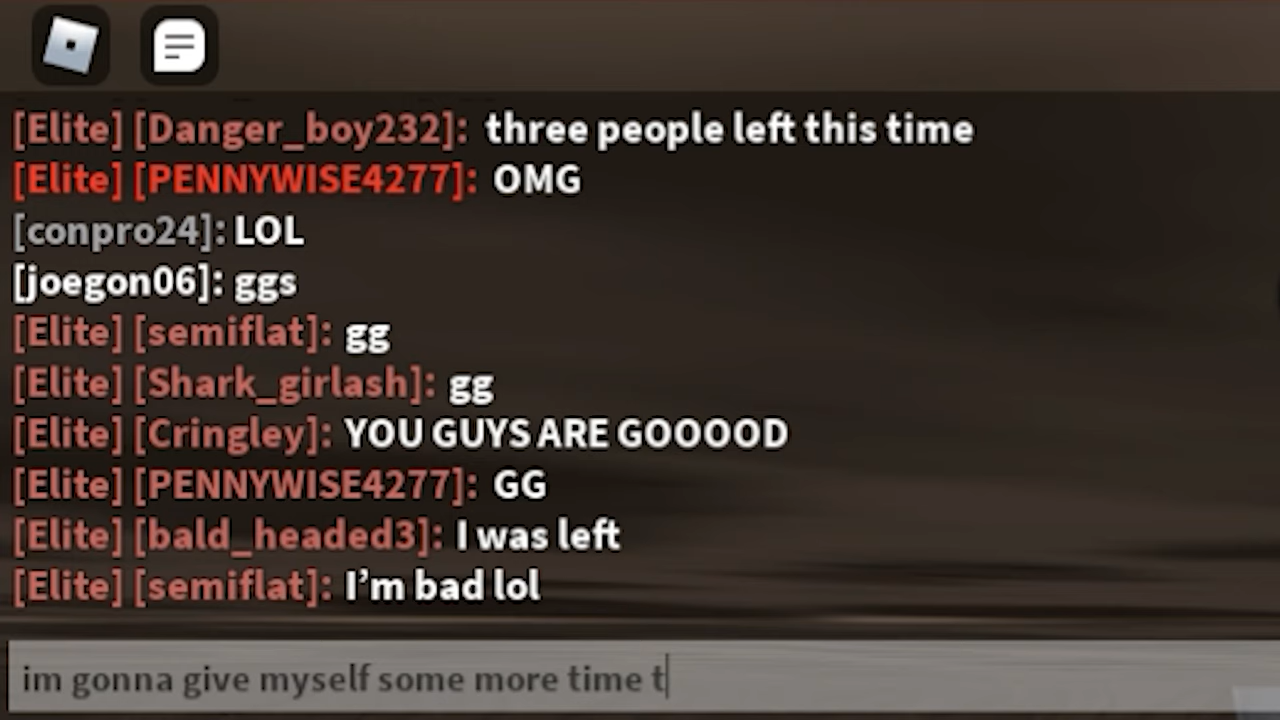 [Elite] [Danger_boy232]: three people left this time
[Elite] [PENNYWISE4277]: OMG
[conpro24]: LOL
[joegon06]: ggs
[Elite] [semiflat]: gg
[Elite] [Shark_girlash]: gg
[Elite] [Cringley]: YOU GUYS ARE GOOOOD
[Elite] [PENNYWISE4277]: GG
[Elite] [bald_headed3]: I was left
[Elite] [semiflat]: I’m bad lol
im gonna give myself some more time t